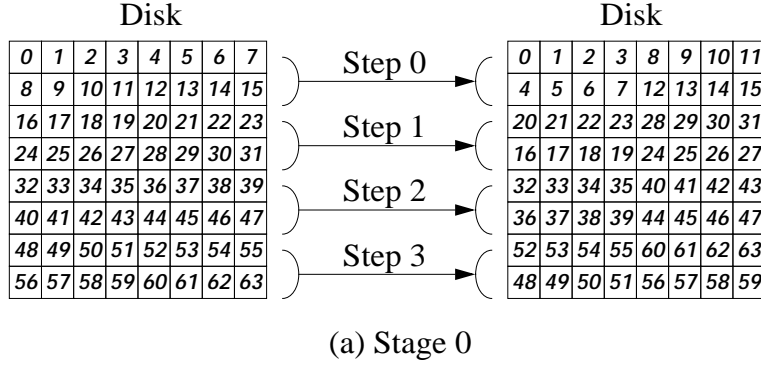 Disk Disk
0 1 2 3 4 5 6 7 Step 0 0 1 2 3 8 9 10 11
8 9 10 11 12 13 14 15 4 5 6 7 12 13 14 15
16 17 18 19 20 21 22 23 Step 1 20 21 22 23 28 29 30 31
24 25 26 27 28 29 30 31 16 17 18 19 24 25 26 27
32 33 34 35 36 37 38 39 Step 2 32 33 34 35 40 41 42 43
40 41 42 43 44 45 46 47 36 37 38 39 44 45 46 47
48 49 50 51 52 53 54 55 Step 3 52 53 54 55 60 61 62 63
56 57 58 59 60 61 62 63 48 49 50 51 56 57 58 59
(a) Stage 0